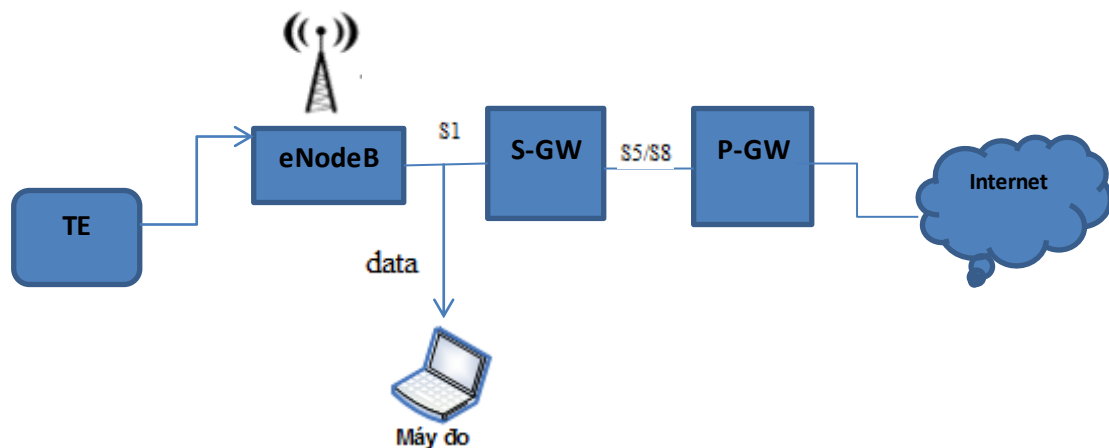 eNodeB
S1
S-GW
S5/S8
P-GW
Internet
TE
data
Máy đo